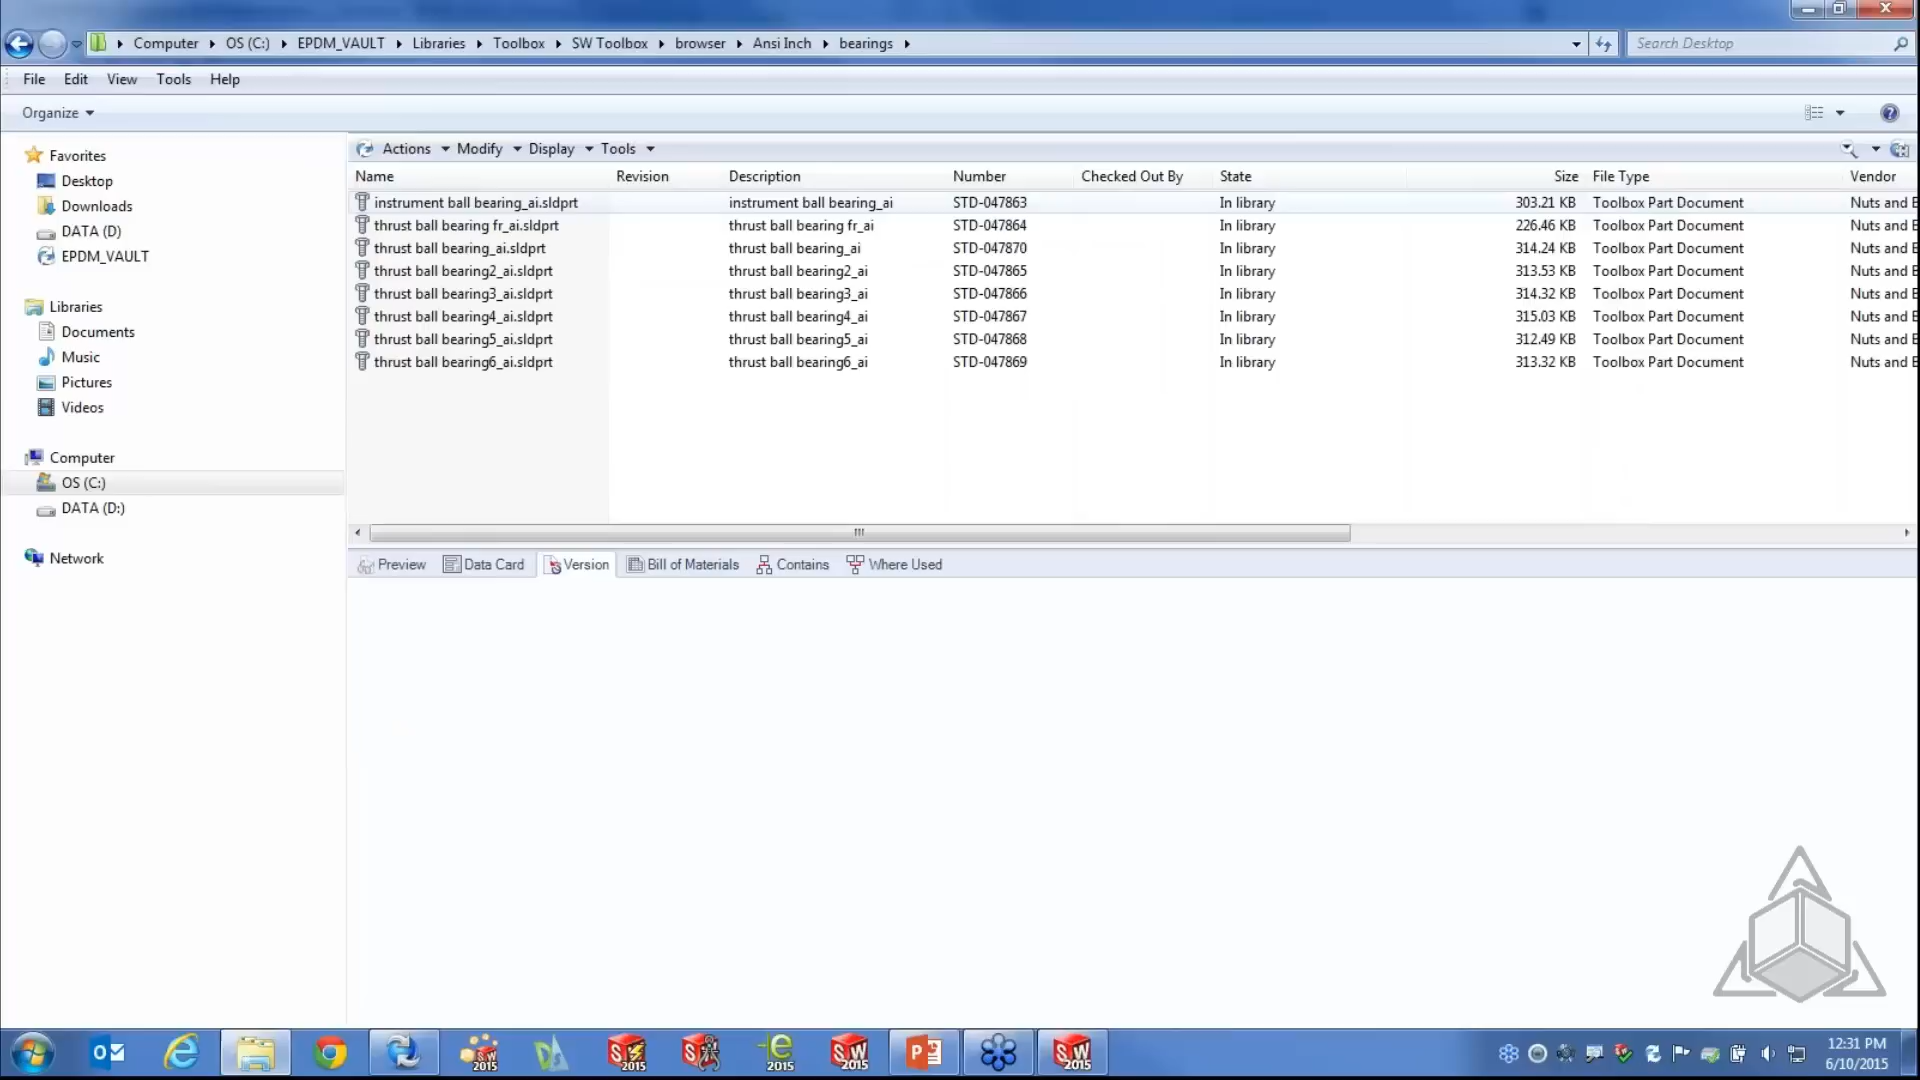 Computer OS (C:) EPDM_VAULT Libraries Toolbox SW Toolbox browser Ansi Inch bearings Search Desktop
File Edit View Tools Help
Organize
Favorites
Desktop
Downloads
DATA (D)
EPDM_VAULT
Libraries
Documents
Music
Pictures
Videos
Computer
OS (C:)
DATA (D:)
Network
Actions Modify Display Tools
Name Revision Description Number Checked Out By State Size File Type Vendor
instrument ball bearing_ai.sldprt instrument ball bearing_ai STD-047863 In library 303.21 KB Toolbox Part Document Nuts and
thrust ball bearing fr_ai.sldprt thrust ball bearing fr_ai STD-047864 In library 226.46 KB Toolbox Part Document Nuts and
thrust ball bearing_ai.sldprt thrust ball bearing_ai STD-047870 In library 314.24 KB Toolbox Part Document Nuts and
thrust ball bearing2_ai.sldprt thrust ball bearing2_ai STD-047865 In library 313.53 KB Toolbox Part Document Nuts and
thrust ball bearing3_ai.sldprt thrust ball bearing3_ai STD-047866 In library 314.32 KB Toolbox Part Document Nuts and
thrust ball bearing4_ai.sldprt thrust ball bearing4_ai STD-047867 In library 315.03 KB Toolbox Part Document Nuts and
thrust ball bearing5_ai.sldprt thrust ball bearing5_ai STD-047868 In library 312.49 KB Toolbox Part Document Nuts and
thrust ball bearing6_ai.sldprt thrust ball bearing6_ai STD-047869 In library 313.32 KB Toolbox Part Document Nuts and
Preview Data Card Version Bill of Materials Contains Where Used
SW 2015 2015 2015 2015 SW 2015 SW 2015
12:31 PM
6/10/2015